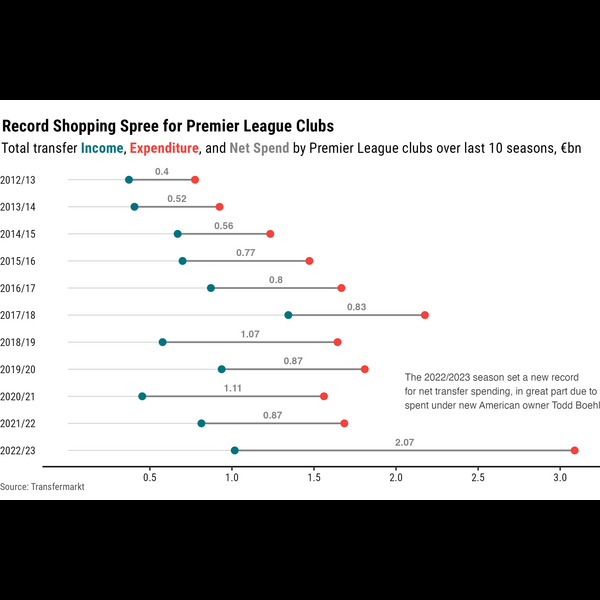 Record Shopping Spree for Premier League Clubs
Total transfer Income, Expenditure, and Net Spend by Premier League clubs over last 10 seasons, €bn
2012/13 0.4
2013/14 0.52
2014/15 0.56
2015/16 0.77
2016/17 0.8
2017/18 0.83
2018/19 1.07
2019/20 0.87
The 2022/2023 season set a new record
for net transfer spending, in great part due to
2020/21 1.11
spent under new American owner Todd Boehl
2021/22 0.87
2022/23 2.07
0.5 1.0 1.5 2.0 2.5 3.0
Source: Transfermarkt